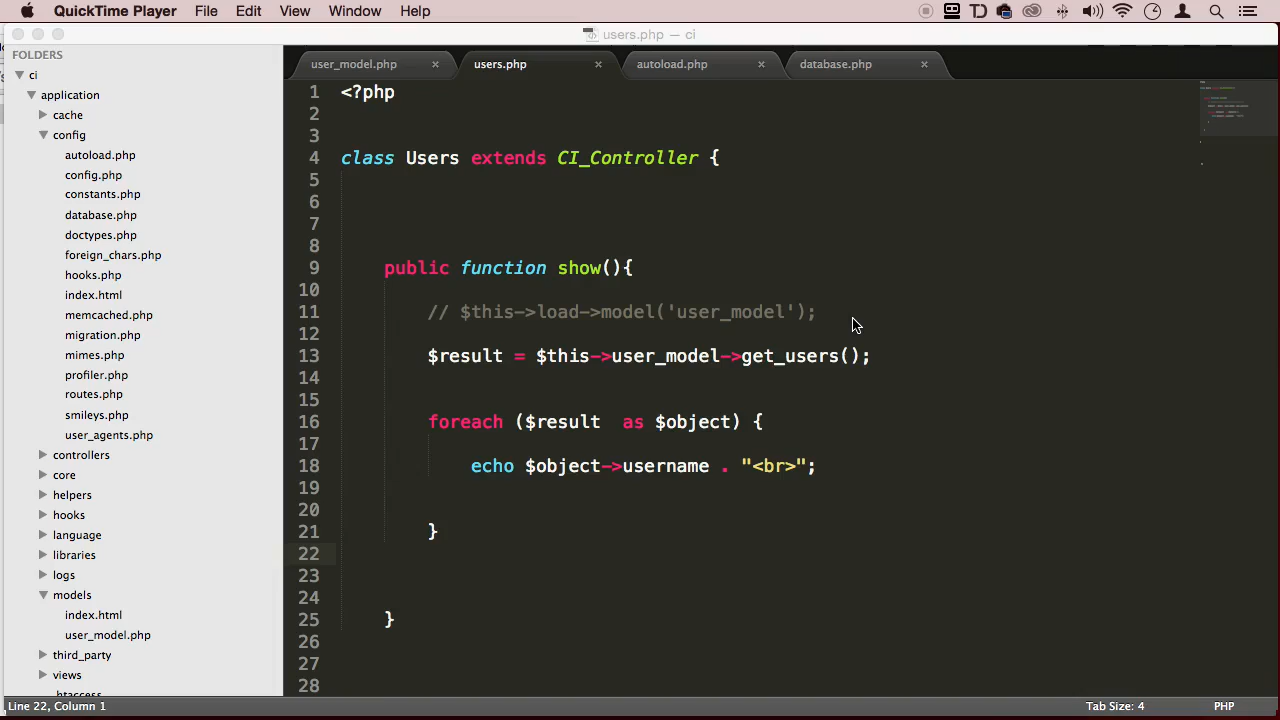 QuickTime Player File Edit View Window Help
users.php — ci
FOLDERS
ci
application
cache
config
autoload.php
config.php
constants.php
database.php
doctypes.php
foreign_chars.php
hooks.php
index.html
memcached.php
migration.php
mimes.php
profiler.php
routes.php
smileys.php
user_agents.php
controllers
core
helpers
hooks
language
libraries
logs
models
index.html
user_model.php
third_party
views
.htaccess
user_model.php × users.php × autoload.php × database.php ×
1 <?php
2
3
4 class Users extends CI_Controller {
5
6
7
8
9 public function show(){
10
11 // $this->load->model('user_model');
12
13 $result = $this->user_model->get_users();
14
15
16 foreach ($result  as $object) {
17
18 echo $object->username . "<br>";
19
20
21 }
22
23
24
25 }
26
27
28
Line 22, Column 1 Tab Size: 4 PHP